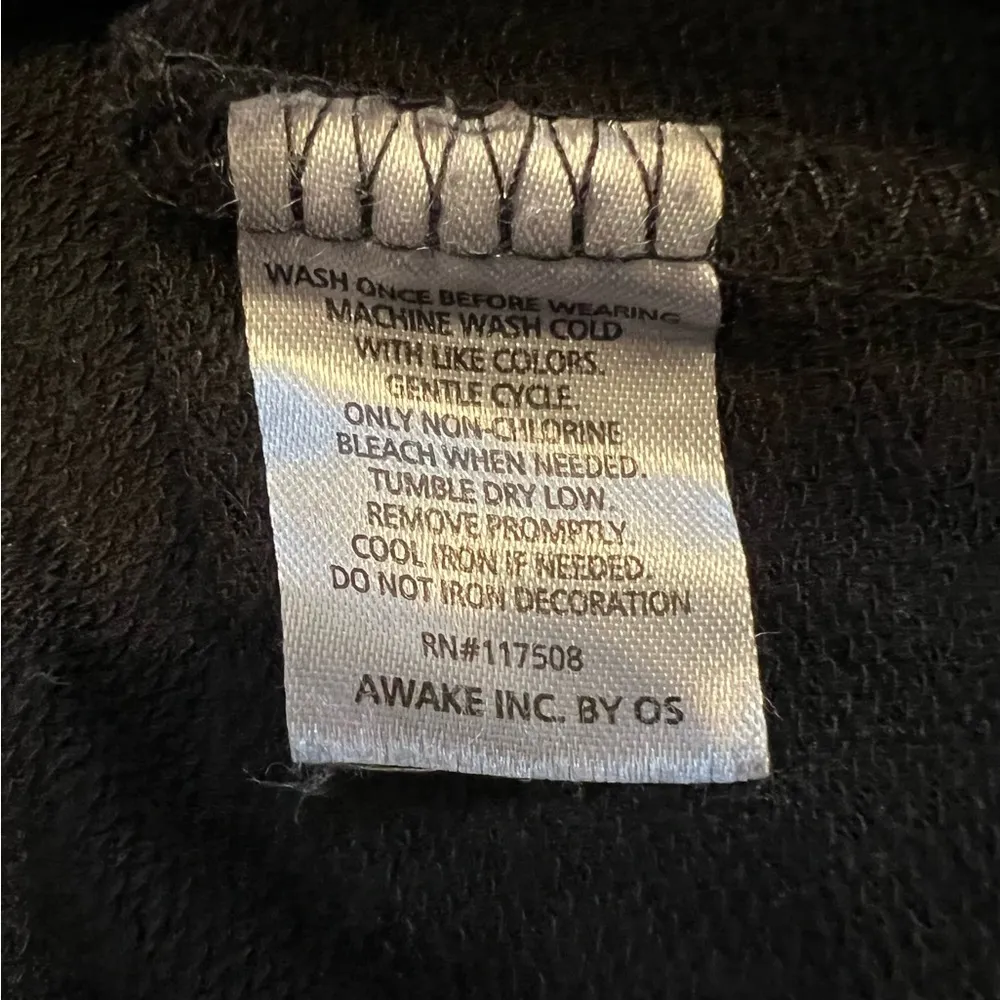 WASH ONCE BEFORE WEARING
MACHINE WASH COLD
WITH LIKE COLORS.
GENTLE CYCLE.
ONLY NON-CHLORINE
BLEACH WHEN NEEDED.
TUMBLE DRY LOW.
REMOVE PROMPTLY.
COOL IRON IF NEEDED.
DO NOT IRON DECORATION
RN#117508
AWAKE INC. BY OS